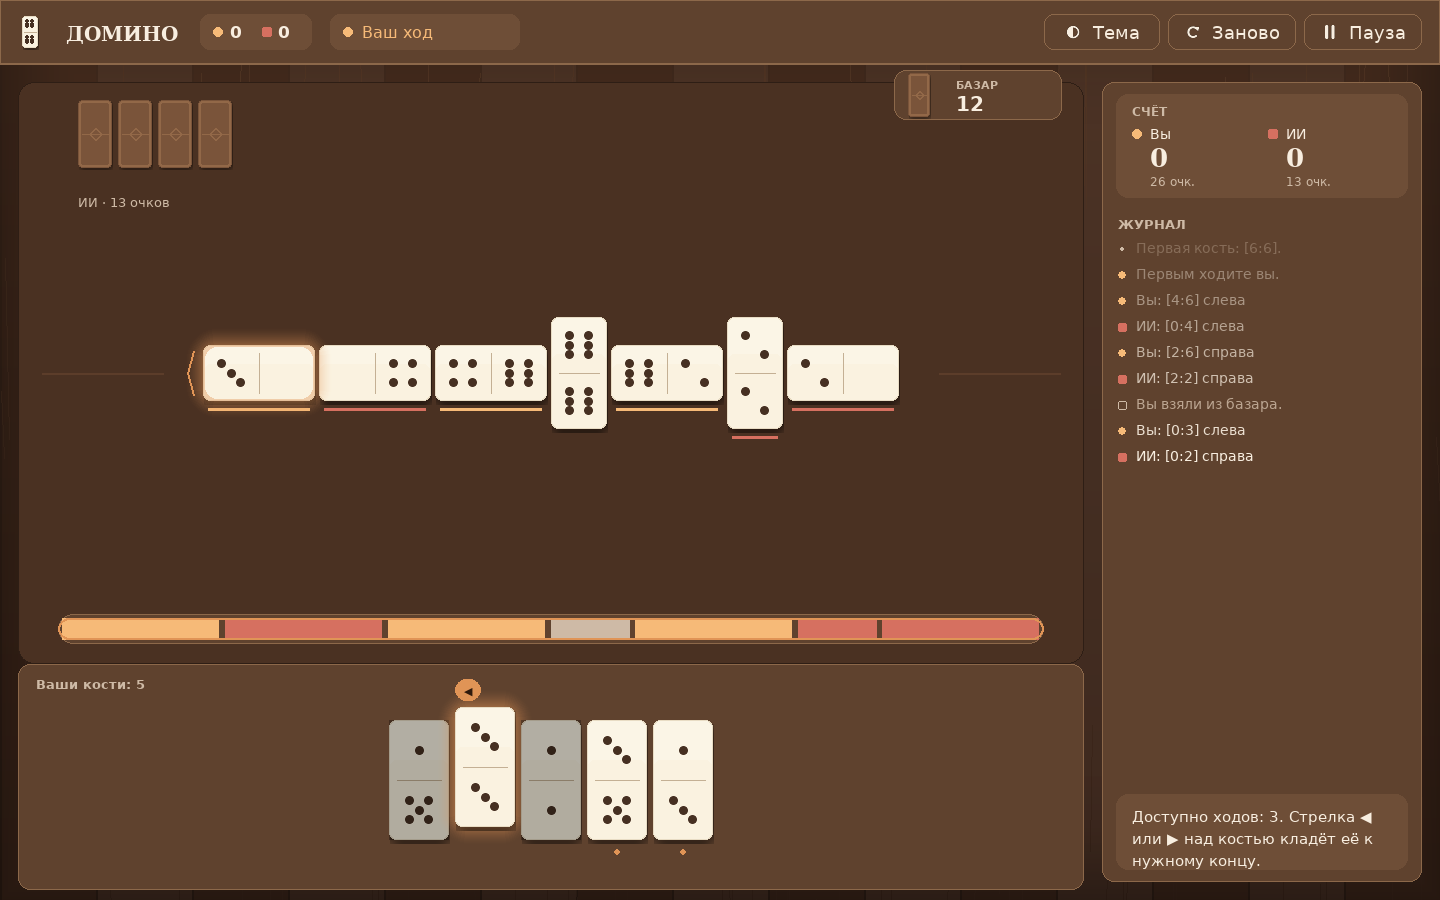 ДОМИНО
0 0
Ваш ход
Тема
Заново
Пауза
БАЗАР
12
ИИ · 13 очков
СЧЁТ
Вы ИИ
0 0
26 очк. 13 очк.
ЖУРНАЛ
Первая кость: [6:6].
Первым ходите вы.
Вы: [4:6] слева
ИИ: [0:4] слева
Вы: [2:6] справа
ИИ: [2:2] справа
Вы взяли из базара.
Вы: [0:3] слева
ИИ: [0:2] справа
Ваши кости: 5
Доступно ходов: 3. Стрелка ◀
или ▶ над костью кладёт её к
нужному концу.